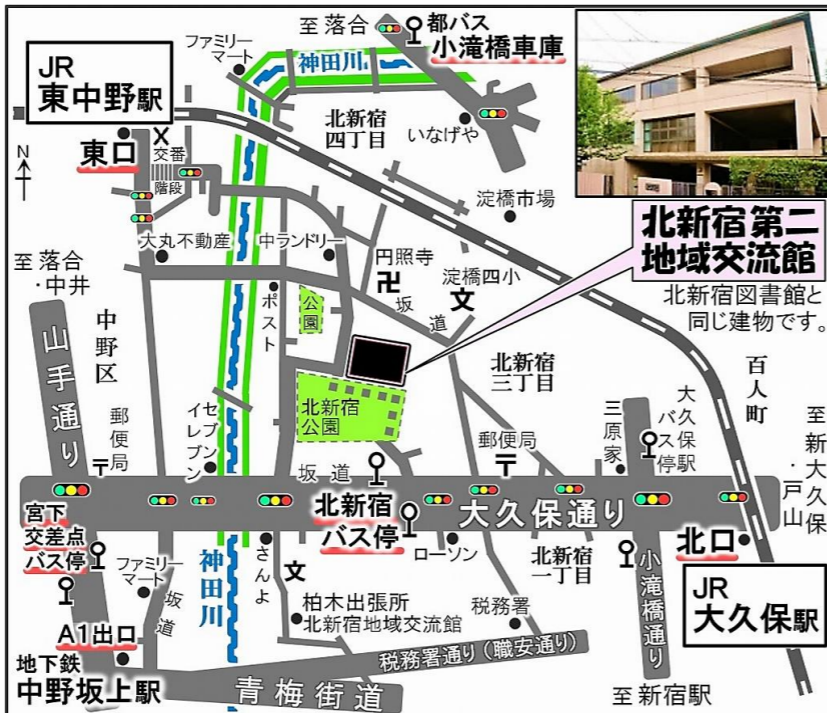 至 落合
都バス
小滝橋車庫
ファミリー
マート
神田川
JR
東中野駅
東口
交番
階段
北新宿
四丁目
いなげや
淀橋市場
北新宿第二
地域交流館
北新宿図書館と
同じ建物です。
大丸不動産
中ランドリー
円照寺
卍
坂道
淀橋四小
文
至 落合
・中井
中野区
山手通り
ポスト
公園
北新宿
三丁目
百人町
郵便局
〒
セブン
イレブン
北新宿
公園
郵便局
〒
三原家
大久保駅
バス停
至 新大久保
・戸山
坂道
宮下
交差点
バス停
北新宿
バス停
大久保通り
北口
ファミリー
マート
坂道
神田川
さんよ
文
ローソン
北新宿
一丁目
小滝橋通り
JR
大久保駅
柏木出張所
北新宿地域交流館
税務署
A1出口
地下鉄
中野坂上駅
税務署通り(職安通り)
青梅街道
至 新宿駅
N